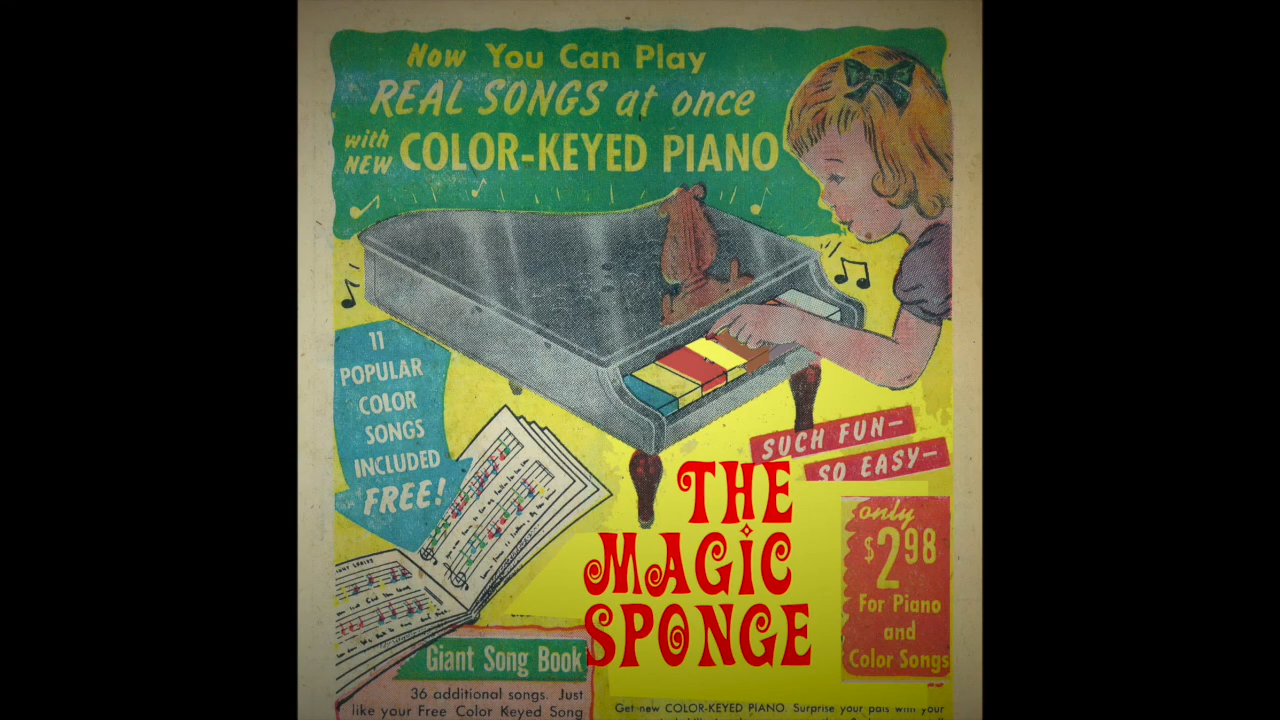 Now You Can Play
REAL SONGS at once
with NEW COLOR-KEYED PIANO
11
POPULAR
COLOR
SONGS
INCLUDED
FREE!
SUCH FUN—
SO EASY—
THE
MAGIC
SPONGE
only
$2.98
For Piano
and
Color Songs
Giant Song Book
36 additional songs. Just
like your Free Color Keyed Song
Get new COLOR-KEYED PIANO. Surprise your pals with your